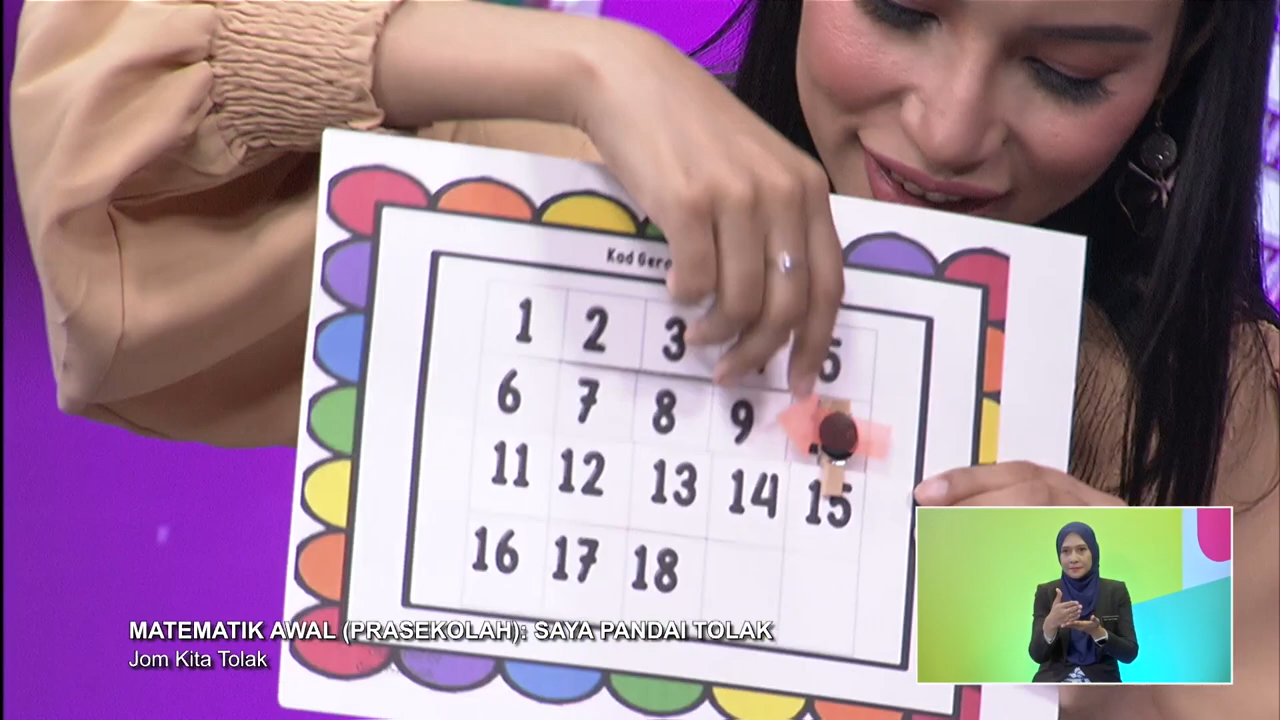 Kad
1 2 3 5
6 7 8 9
11 12 13 14 15
16 17 18
MATEMATIK AWAL (PRASEKOLAH): SAYA PANDAI TOLAK
Jom Kita Tolak